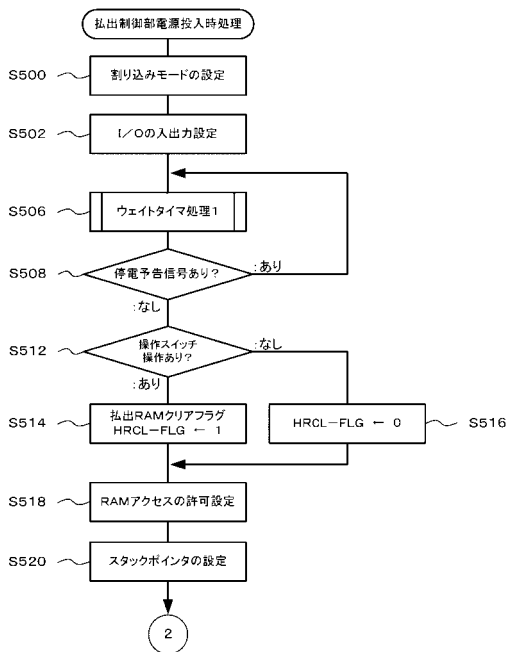 払出制御部電源投入時処理
S500
割り込みモードの設定
S502
I/Oの入出力設定
S506
ウェイトタイマ処理1
S508
停電予告信号あり?
:あり
:なし
S512
操作スイッチ
操作あり?
:なし
:あり
S514
払出RAMクリアフラグ
HRCL-FLG ← 1
HRCL-FLG ← 0
S516
S518
RAMアクセスの許可設定
S520
スタックポインタの設定
2